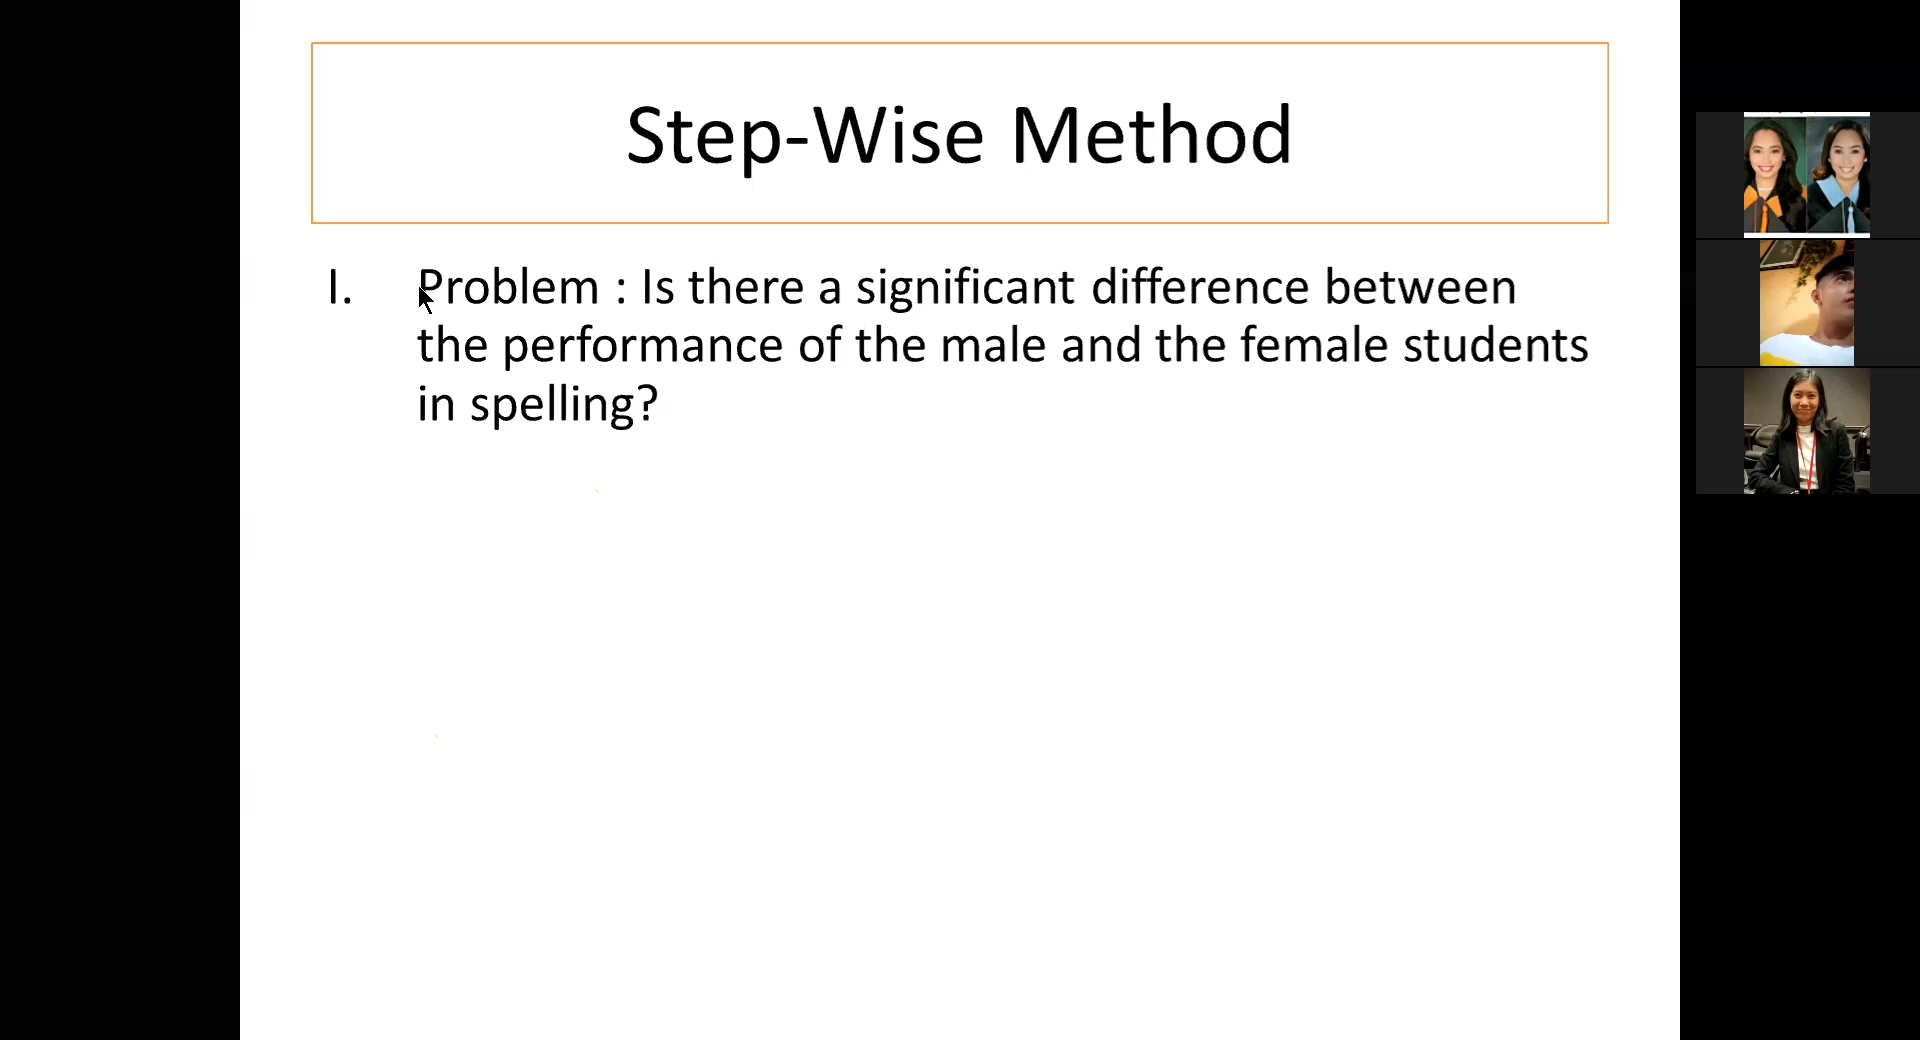 Step-Wise Method
I. Problem : Is there a significant difference between
the performance of the male and the female students
in spelling?